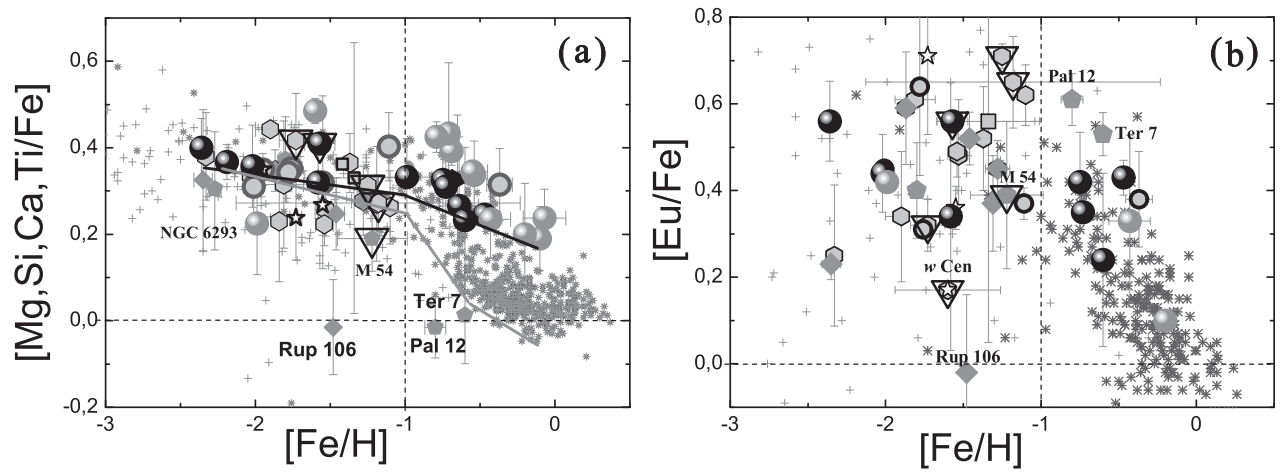 (a)
[Mg,Si,Ca,Ti/Fe]
0,6
0,4
0,2
0,0
-0,2
NGC 6293
M 54
Ter 7
Rup 106
Pal 12
-3
-2
-1
0
[Fe/H]
(b)
[Eu/Fe]
0,8
0,6
0,4
0,2
0,0
Pal 12
Ter 7
M 54
w Cen
Rup 106
-3
-2
-1
0
[Fe/H]